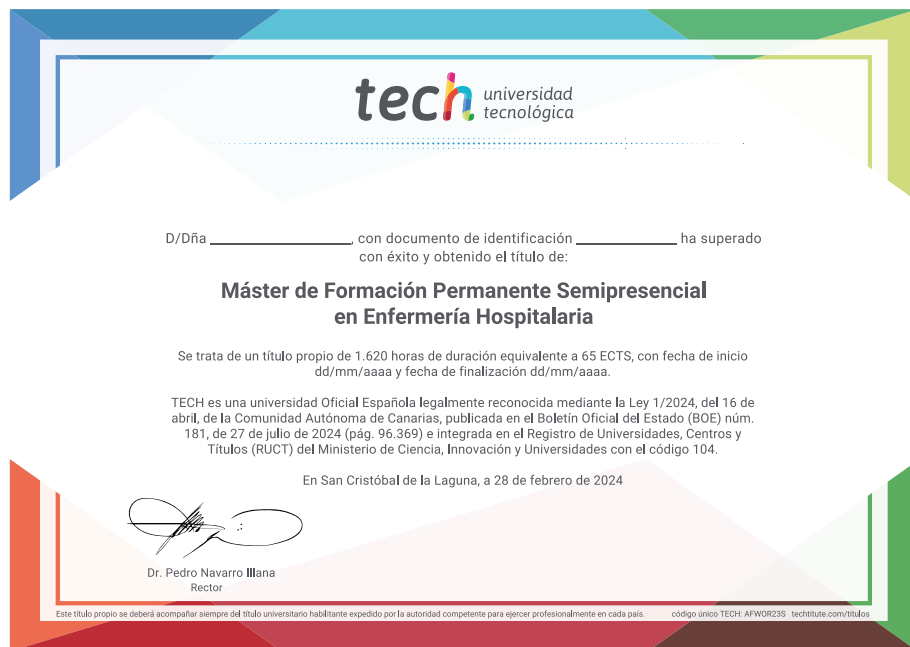 tech universidad
tecnológica
D/Dña ________________, con documento de identificación ____________ ha superado
con éxito y obtenido el título de:
Máster de Formación Permanente Semipresencial
en Enfermería Hospitalaria
Se trata de un título propio de 1.620 horas de duración equivalente a 65 ECTS, con fecha de inicio
dd/mm/aaaa y fecha de finalización dd/mm/aaaa.
TECH es una universidad Oficial Española legalmente reconocida mediante la Ley 1/2024, del 16 de
abril, de la Comunidad Autónoma de Canarias, publicada en el Boletín Oficial del Estado (BOE) núm.
181, de 27 de julio de 2024 (pág. 96.369) e integrada en el Registro de Universidades, Centros y
Títulos (RUCT) del Ministerio de Ciencia, Innovación y Universidades con el código 104.
En San Cristóbal de la Laguna, a 28 de febrero de 2024
Dr. Pedro Navarro Illana
Rector
Este título propio se deberá acompañar siempre del título universitario habilitante expedido por la autoridad competente para ejercer profesionalmente en cada país. código único TECH: AFWOR23S techtitute.com/titulos